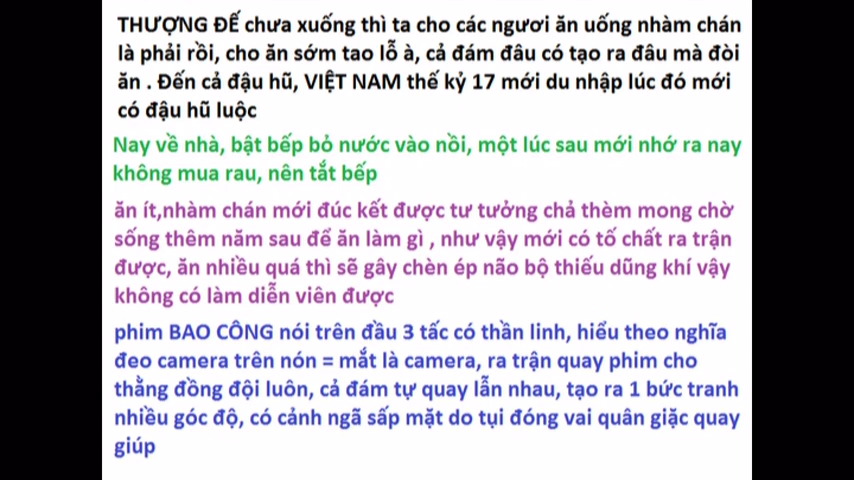 THƯỢNG ĐẾ chưa xuống thì ta cho các ngươi ăn uống nhàm chán
là phải rồi, cho ăn sớm tao lỗ à, cả đám đâu có tạo ra đâu mà đòi
ăn . Đến cả đậu hũ, VIỆT NAM thế kỷ 17 mới du nhập lúc đó mới
có đậu hũ luộc
Nay về nhà, bật bếp bỏ nước vào nồi, một lúc sau mới nhớ ra nay
không mua rau, nên tắt bếp
ăn ít,nhàm chán mới đúc kết được tư tưởng chả thèm mong chờ
sống thêm năm sau để ăn làm gì , như vậy mới có tố chất ra trận
được, ăn nhiều quá thì sẽ gây chèn ép não bộ thiếu dũng khí vậy
không có làm diễn viên được
phim BAO CÔNG nói trên đầu 3 tấc có thần linh, hiểu theo nghĩa
đeo camera trên nón = mắt là camera, ra trận quay phim cho
thằng đồng đội luôn, cả đám tự quay lẫn nhau, tạo ra 1 bức tranh
nhiều góc độ, có cảnh ngã sấp mặt do tụi đóng vai quân giặc quay
giúp